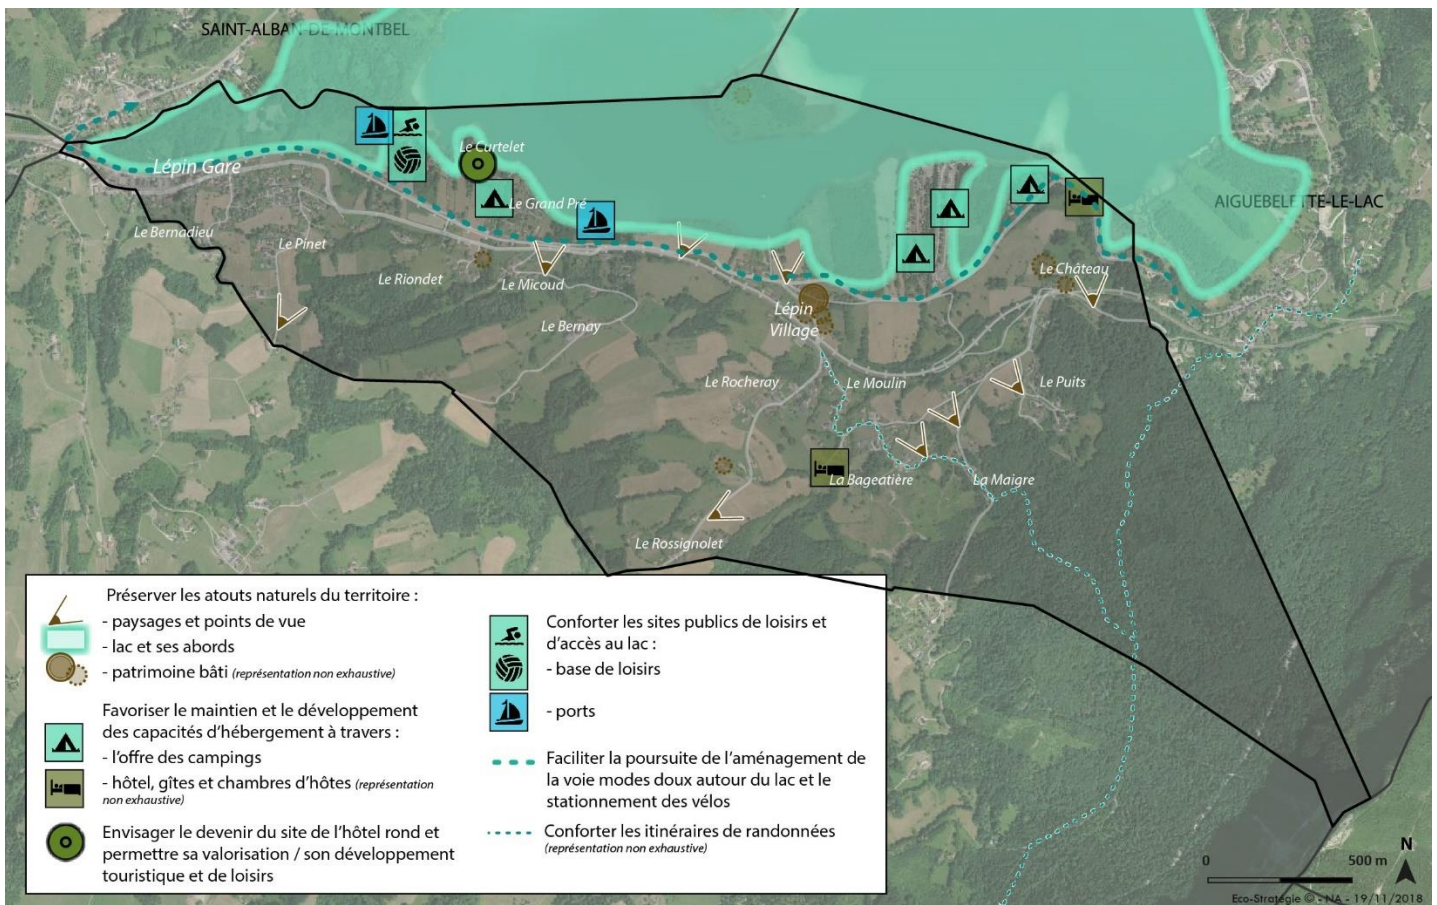 SAINT-ALBAN-DE-MONTBEL
Lépin Gare
Le Curtelet
Le Grand Pré
AIGUEBELETTE-LE-LAC
Le Bernadieu
Le Pinet
Le Riondet
Le Micoud
Le Château
Le Bernay
Lépin
Village
Le Rocheray
Le Moulin
Le Puits
La Bageatière
La Maigre
Le Rossignolet
Préserver les atouts naturels du territoire :
- paysages et points de vue
- lac et ses abords
- patrimoine bâti (représentation non exhaustive)
Favoriser le maintien et le développement
des capacités d'hébergement à travers :
- l'offre des campings
- hôtel, gîtes et chambres d'hôtes (représentation
non exhaustive)
Envisager le devenir du site de l'hôtel rond et
permettre sa valorisation / son développement
touristique et de loisirs
Conforter les sites publics de loisirs et
d'accès au lac :
- base de loisirs
- ports
Faciliter la poursuite de l'aménagement de
la voie modes doux autour du lac et le
stationnement des vélos
Conforter les itinéraires de randonnées
(représentation non exhaustive)
N
0 500 m
Eco-Stratégie © - NA - 19/11/2018